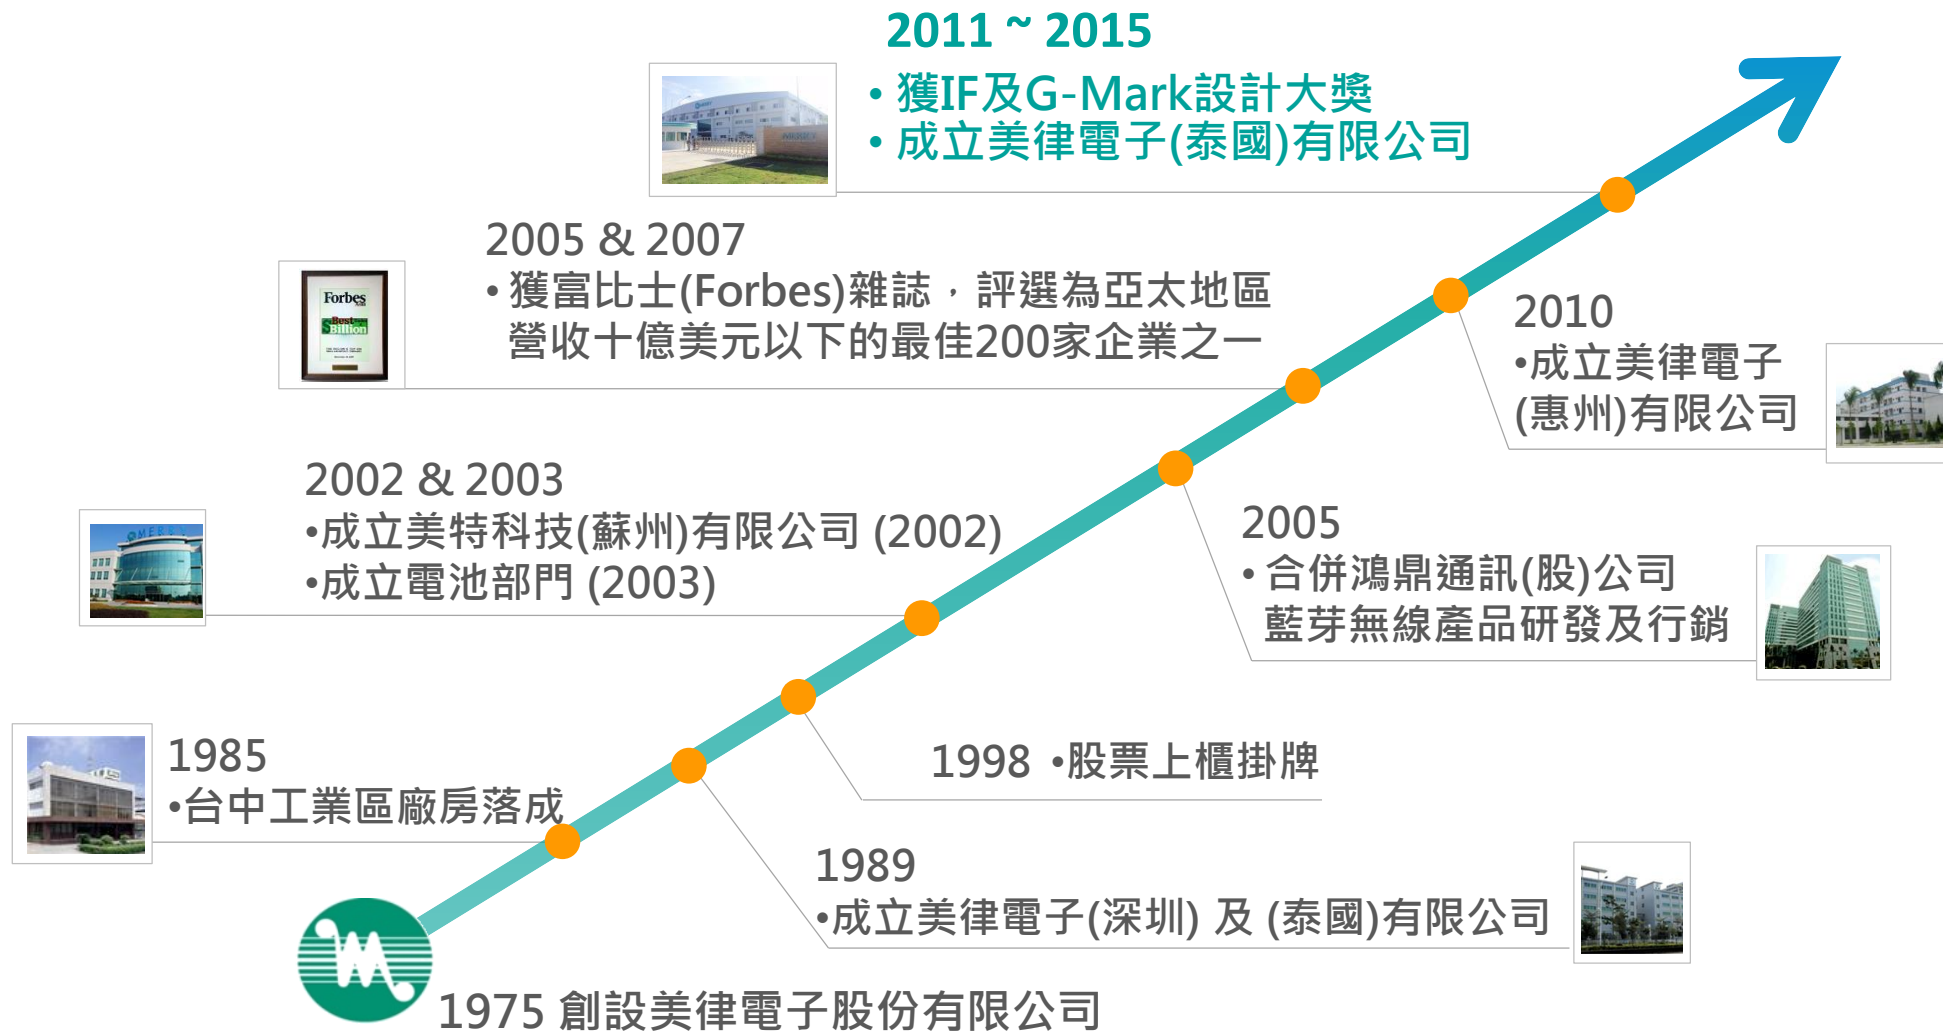 2011 ~ 2015
• 獲IF及G-Mark設計大獎
• 成立美律電子(泰國)有限公司
2005 & 2007
• 獲富比士(Forbes)雜誌，評選為亞太地區
營收十億美元以下的最佳200家企業之一
Forbes
Best
Billion
2010
•成立美律電子
(惠州)有限公司
2002 & 2003
•成立美特科技(蘇州)有限公司 (2002)
•成立電池部門 (2003)
MERRY
2005
• 合併鴻鼎通訊(股)公司
藍芽無線產品研發及行銷
1985
•台中工業區廠房落成
1998 •股票上櫃掛牌
1989
•成立美律電子(深圳) 及 (泰國)有限公司
1975 創設美律電子股份有限公司